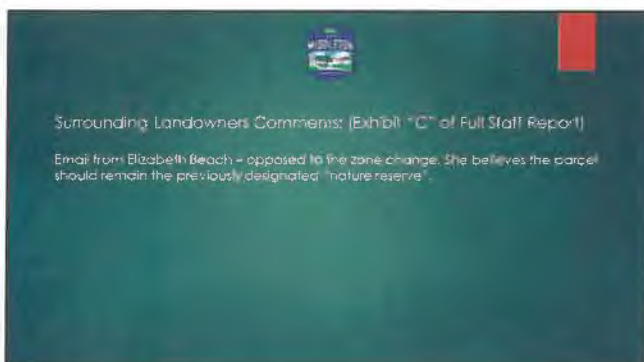 MIDDLETON
Surrounding Landowners Comments: (Exhibit "C" of Full Staff Report)
Email from Elizabeth Beach – opposed to the zone change. She believes the parcel
should remain the previously designated "nature reserve".